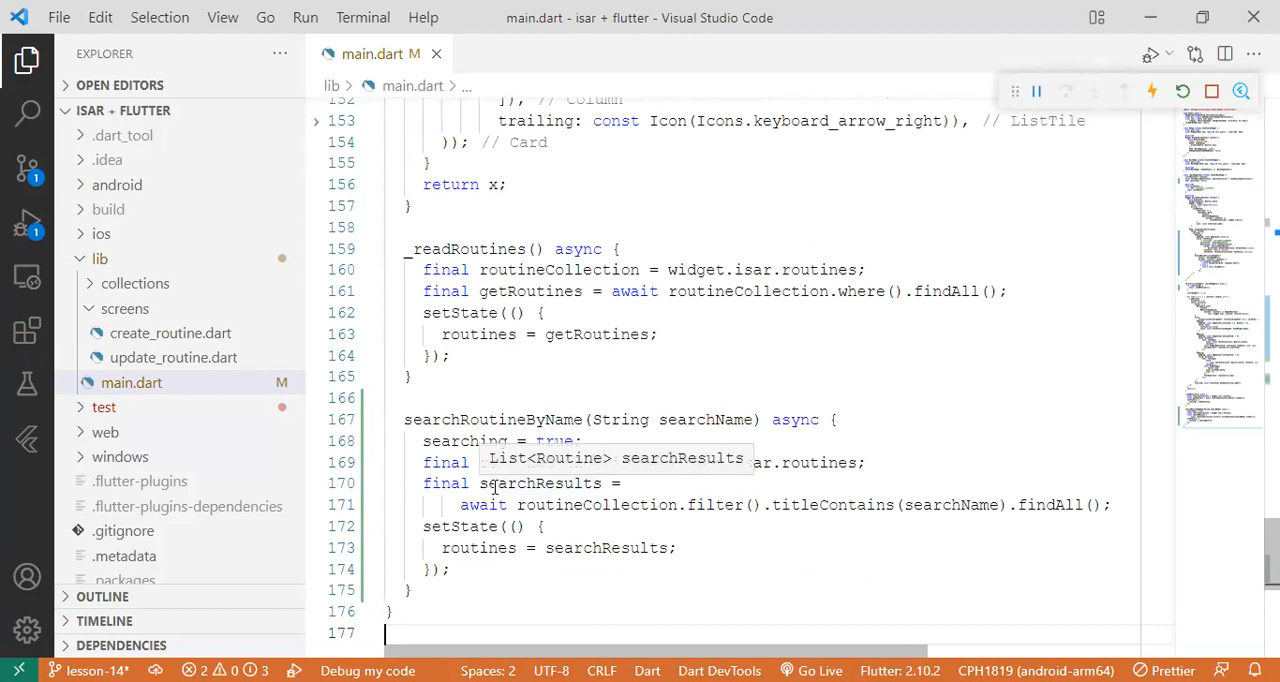 File Edit Selection View Go Run Terminal Help main.dart - isar + flutter - Visual Studio Code
EXPLORER
main.dart M
OPEN EDITORS
lib > main.dart > ...
ISAR + FLUTTER
.dart_tool
.idea
android
build
ios
lib
collections
screens
create_routine.dart
update_routine.dart
main.dart M
test
web
windows
.flutter-plugins
.flutter-plugins-dependencies
.gitignore
.metadata
.packages
OUTLINE
TIMELINE
DEPENDENCIES
1
1
152 ]), // Column
153 iling: const Icon(Icons.keyboard_arrow_right)), // ListTile
154 )); // Card
155 }
156 return x;
157 }
158
159 _readRoutines() async {
160 final routineCollection = widget.isar.routines;
161 final getRoutines = await routineCollection.where().findAll();
162 setState(() {
163 routines = getRoutines;
164 });
165 }
166
167 searchRoutineByName(String searchName) async {
168 searching = true;
169 final ar.routines;
List<Routine> searchResults
170 final searchResults =
171 await routineCollection.filter().titleContains(searchName).findAll();
172 setState(() {
173 routines = searchResults;
174 });
175 }
176 }
177
lesson-14* 2 0 3 Debug my code Spaces: 2 UTF-8 CRLF Dart Dart DevTools Go Live Flutter: 2.10.2 CPH1819 (android-arm64) Prettier